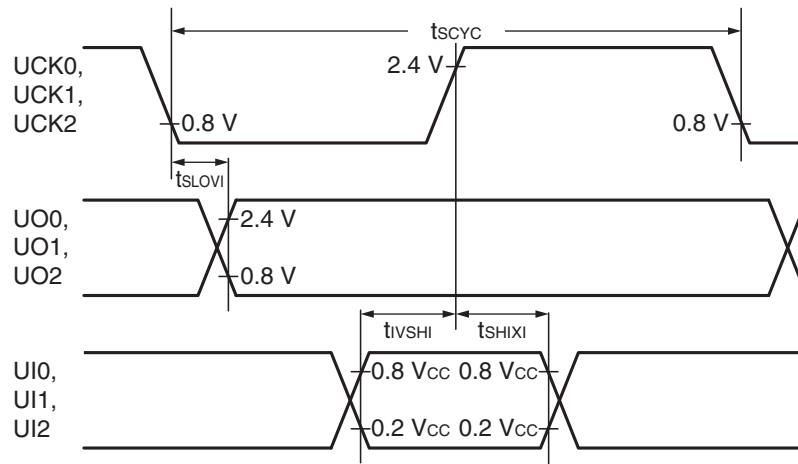 tSCYC
UCK0,
UCK1,
UCK2
2.4 V
0.8 V
0.8 V
tSLOVI
UO0,
UO1,
UO2
2.4 V
0.8 V
tIVSHI
tSHIXI
UI0,
UI1,
UI2
0.8 VCC 0.8 VCC
0.2 VCC 0.2 VCC